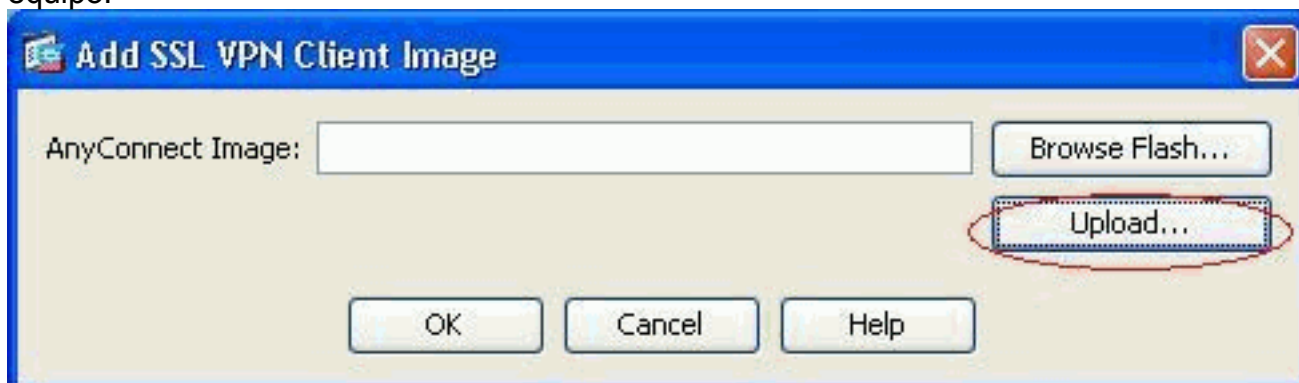 equipo.
Add SSL VPN Client Image
AnyConnect Image:
Browse Flash...
Upload...
OK Cancel Help